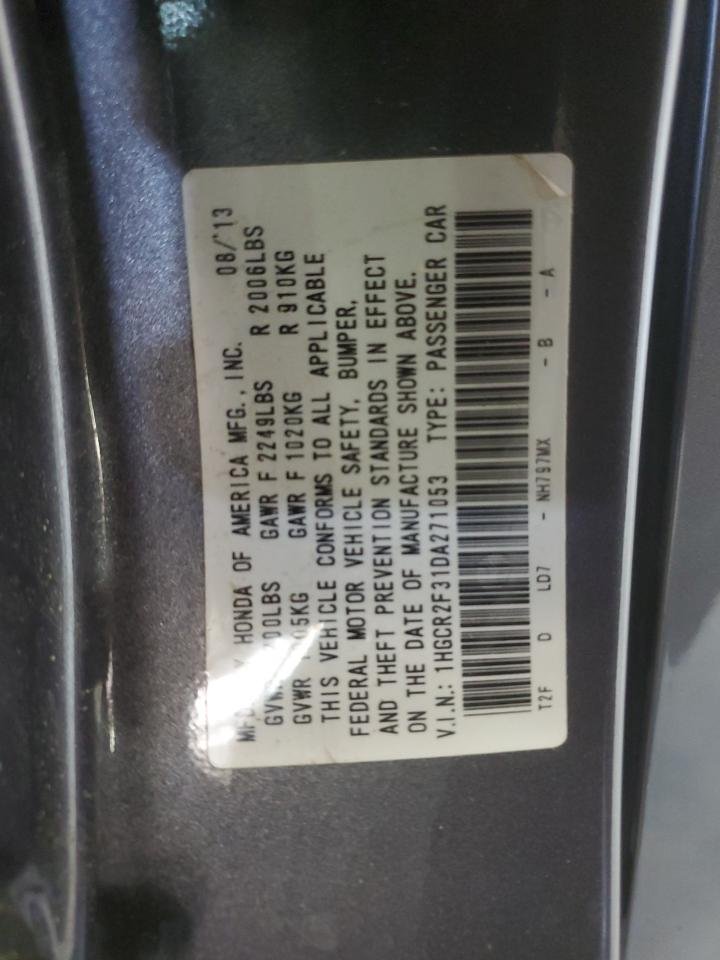 HONDA OF AMERICA MFG., INC. 08/'13
GAWR F 2249LBS R 2006LBS
GVWR GAWR F 1020KG R 910KG
THIS VEHICLE CONFORMS TO ALL APPLICABLE
FEDERAL MOTOR VEHICLE SAFETY, BUMPER,
AND THEFT PREVENTION STANDARDS IN EFFECT
ON THE DATE OF MANUFACTURE SHOWN ABOVE.
V.I.N.: 1HGCR2F31DA271053 TYPE: PASSENGER CAR
T2F D LD7 - NH797MX - B - A